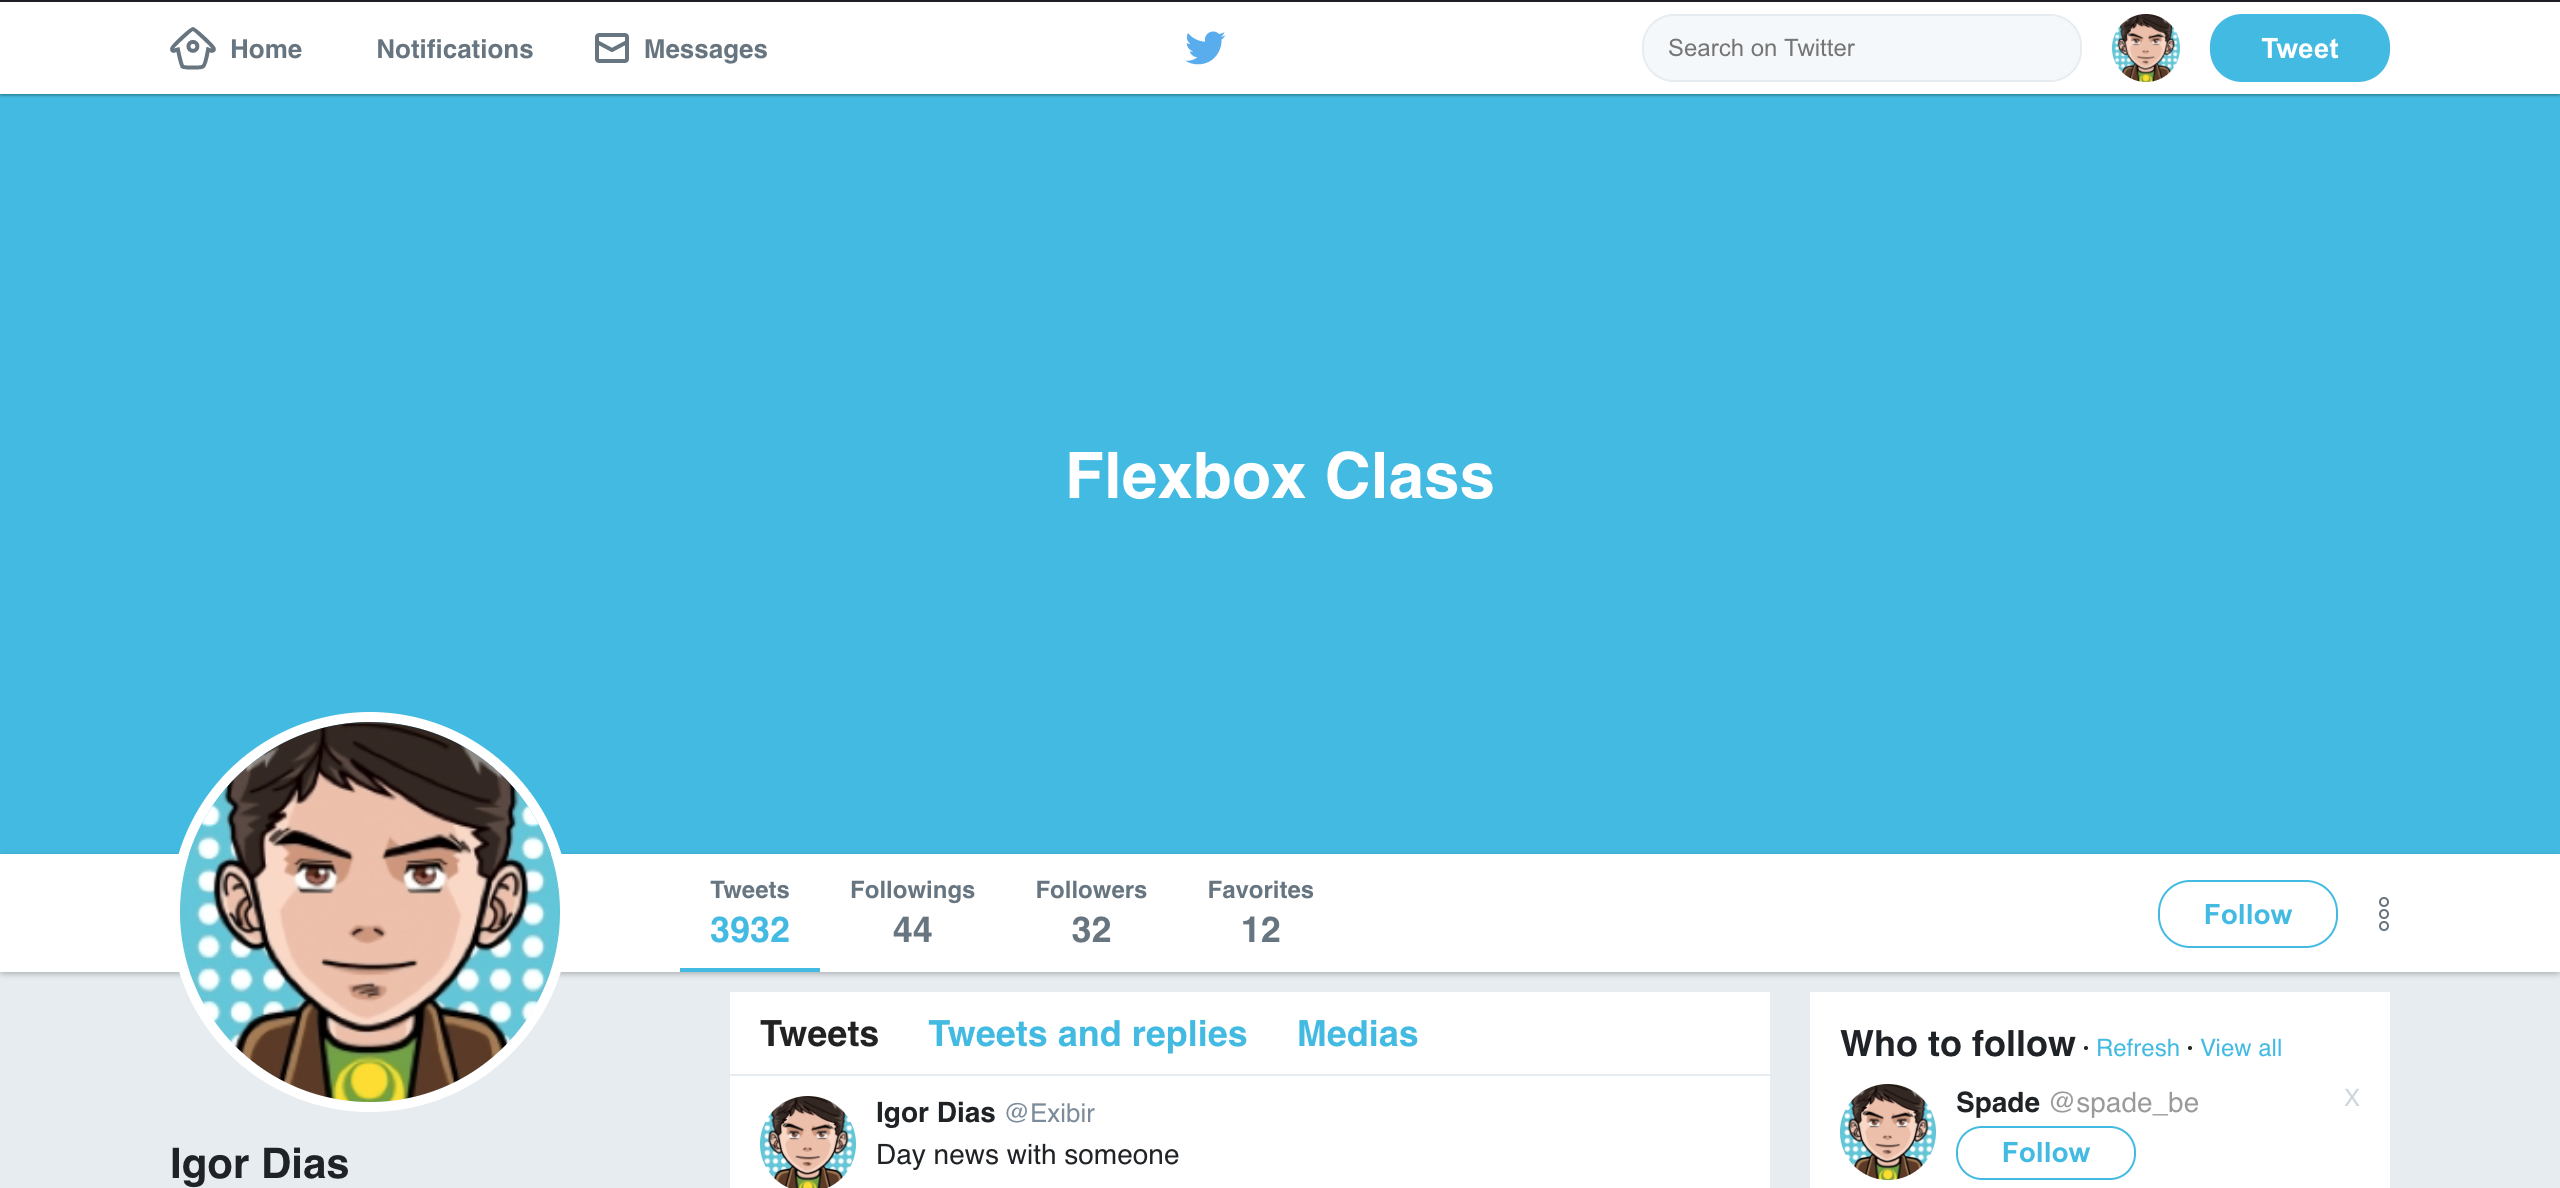 Home Notifications Messages Search on Twitter Tweet
Flexbox Class
Tweets Followings Followers Favorites
3932 44 32 12
Follow
Tweets Tweets and replies Medias
Igor Dias @Exibir
Day news with someone
Who to follow · Refresh · View all
Spade @spade_be X
Follow
Igor Dias